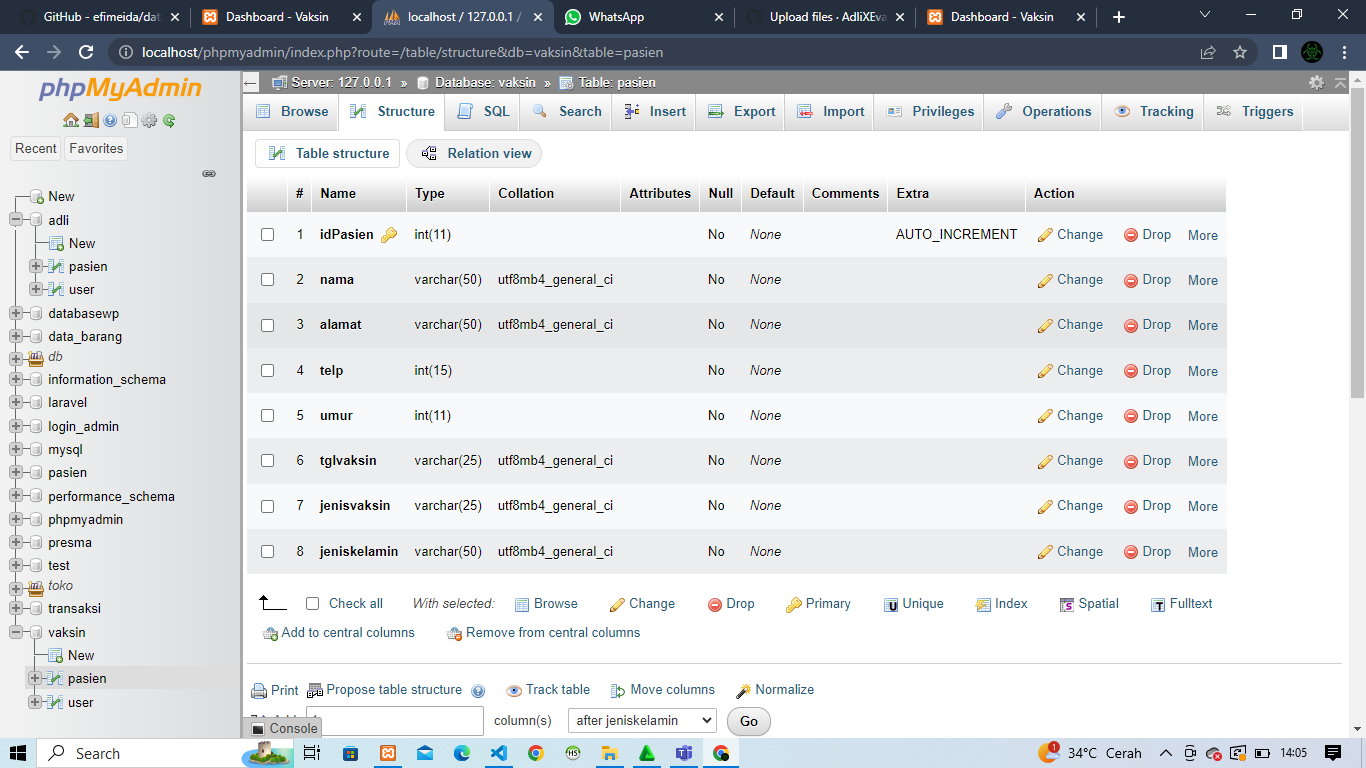 GitHub - efimeida/dat
Dashboard - Vaksin
localhost / 127.0.0.1 /
WhatsApp
Upload files · AdliXEva
Dashboard - Vaksin
localhost/phpmyadmin/index.php?route=/table/structure&db=vaksin&table=pasien
phpMyAdmin
Recent Favorites
New
adli
New
pasien
user
databasewp
data_barang
db
information_schema
laravel
login_admin
mysql
pasien
performance_schema
phpmyadmin
presma
test
toko
transaksi
vaksin
New
pasien
user
Server: 127.0.0.1 » Database: vaksin » Table: pasien
Browse Structure SQL Search Insert Export Import Privileges Operations Tracking Triggers
Table structure Relation view
# Name Type Collation Attributes Null Default Comments Extra Action
1 idPasien int(11) No None AUTO_INCREMENT Change Drop More
2 nama varchar(50) utf8mb4_general_ci No None Change Drop More
3 alamat varchar(50) utf8mb4_general_ci No None Change Drop More
4 telp int(15) No None Change Drop More
5 umur int(11) No None Change Drop More
6 tglvaksin varchar(25) utf8mb4_general_ci No None Change Drop More
7 jenisvaksin varchar(25) utf8mb4_general_ci No None Change Drop More
8 jeniskelamin varchar(50) utf8mb4_general_ci No None Change Drop More
Check all With selected: Browse Change Drop Primary Unique Index Spatial Fulltext
Add to central columns Remove from central columns
Print Propose table structure Track table Move columns Normalize
column(s) after jeniskelamin Go
Console
Search
1 34°C Cerah 14:05